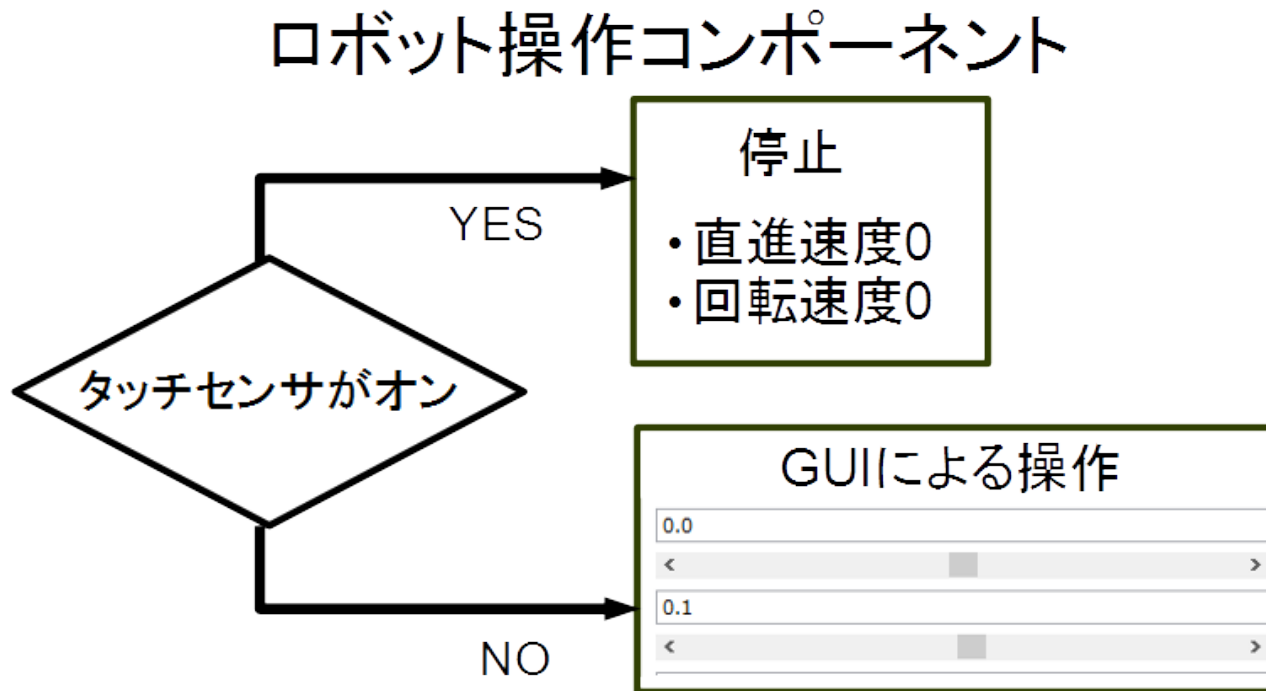 ロボット操作コンポーネント
停止
・直進速度0
・回転速度0
YES
タッチセンサがオン
GUIによる操作
0.0
0.1
NO